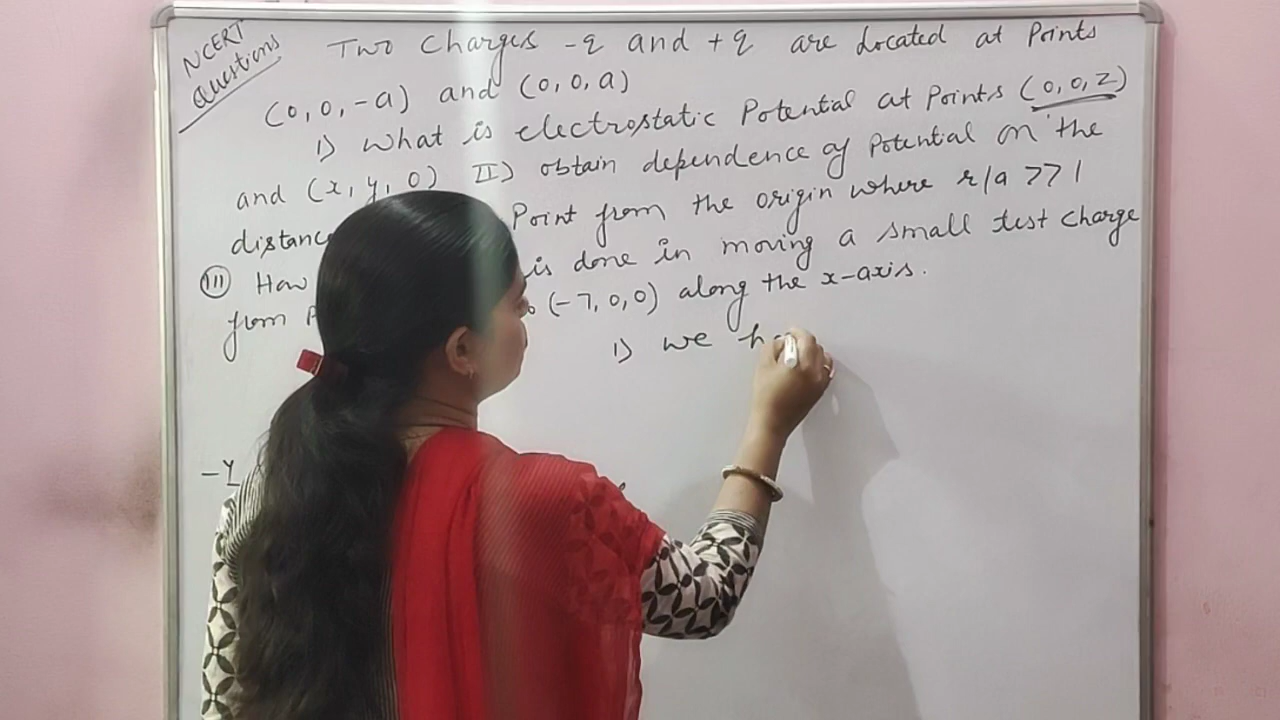 NCERT
Questions
Two Charges -q and +q are located at Points
(0, 0, -a) and (0, 0, a)
I) what is electrostatic Potential at Points (0, 0, Z)
and (x, y, 0) II) obtain dependence of Potential on the
distance Point from the origin where r/a >> 1
III) How is done in moving a small test charge
from (-7, 0, 0) along the x-axis.
I) we
-Y